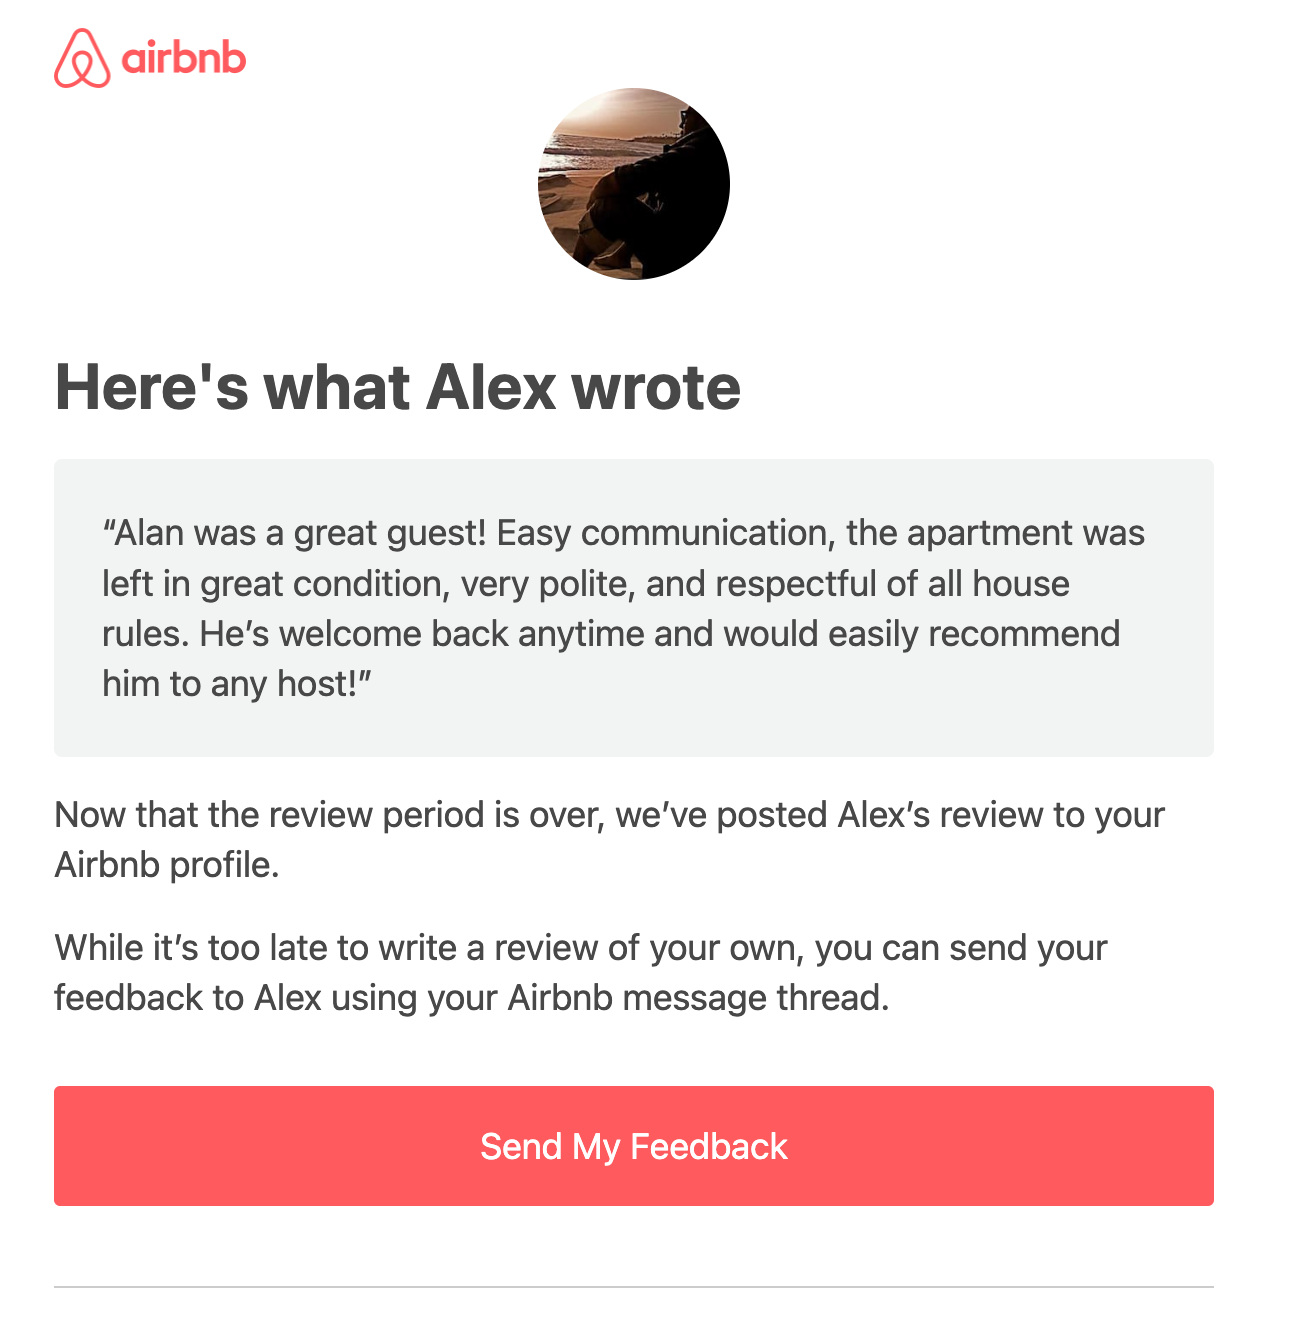 airbnb
Here's what Alex wrote
“Alan was a great guest! Easy communication, the apartment was
left in great condition, very polite, and respectful of all house
rules. He’s welcome back anytime and would easily recommend
him to any host!”
Now that the review period is over, we’ve posted Alex’s review to your
Airbnb profile.
While it’s too late to write a review of your own, you can send your
feedback to Alex using your Airbnb message thread.
Send My Feedback